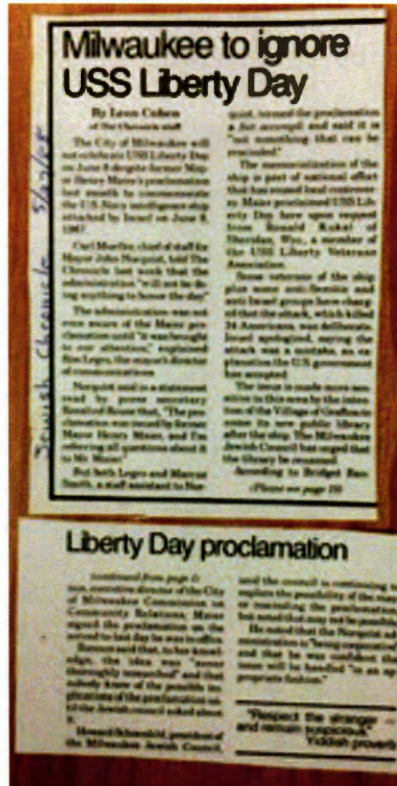 Milwaukee to ignore
USS Liberty Day
By Leon Cohen
of The Chronicle staff
The City of Milwaukee will
not celebrate USS Liberty Day
on June 8 despite former May-
or Henry Maier's proclamation
last month to commemorate
the U.S. Navy intelligence ship
attacked by Israel on June 8,
1967.
chief of staff for
Mayor John Norquist, told The
Chronicle last week that the
administration "will not be do-
ing anything to honor the day."
The administration was not
even aware of the Maier pro-
clamation until "it was brought
to our attention," explained
the mayor's director
of communications.
Norquist said in a statement
read by press secretary
that, "The pro-
clamation was issued by former
Mayor Henry Maier, and I'm
referring all questions about it
to Mr. Maier."
But both
Smith, a staff assistant to Nor-
quist, termed the proclamation
a fait accompli and said it is
"not something that can be
rescinded."
The memorialization of the
ship is part of national effort
that has roused local controver-
sy. Maier proclaimed USS Lib-
erty Day here upon request
from Ronald Kukal of
Sheridan, Wyo., a member of
the USS Liberty Veterans
Association.
Some veterans of the ship
plus some anti-Semitic and
anti-Israel groups have charg-
ed that the attack, which killed
34 Americans, was deliberate.
Israel apologized, saying the
attack was a mistake, an ex-
planation the U.S. government
has accepted.
The issue is made more sen-
sitive in this area by the inten-
tion of the Village of Grafton to
name its new public library
after the ship. The Milwaukee
Jewish Council has urged that
the library be renamed.
According to Bridget
(Please see page 19)
Jewish Chronicle
Liberty Day proclamation
(continued from page 1)
executive director of the City
of Milwaukee Commission on
Community Relations, Maier
signed the proclamation on the
second to last day he was in office.
said that, to her knowl-
edge, the idea was "never
thoroughly researched" and that
nobody knew of the possible im-
plications of the proclamation un-
til the Jewish council asked about
it.
president of
the Milwaukee Jewish Council,
said the council is continuing to
explore the possibility of the state
or rescinding the proclamation
but noted that may not be possible.
He noted that the Norquist ad-
ministration is
and that he is confident the
issue will be handled "in an ap-
propriate fashion."
"Respect the stranger —
and remain suspicious."
Yiddish proverb